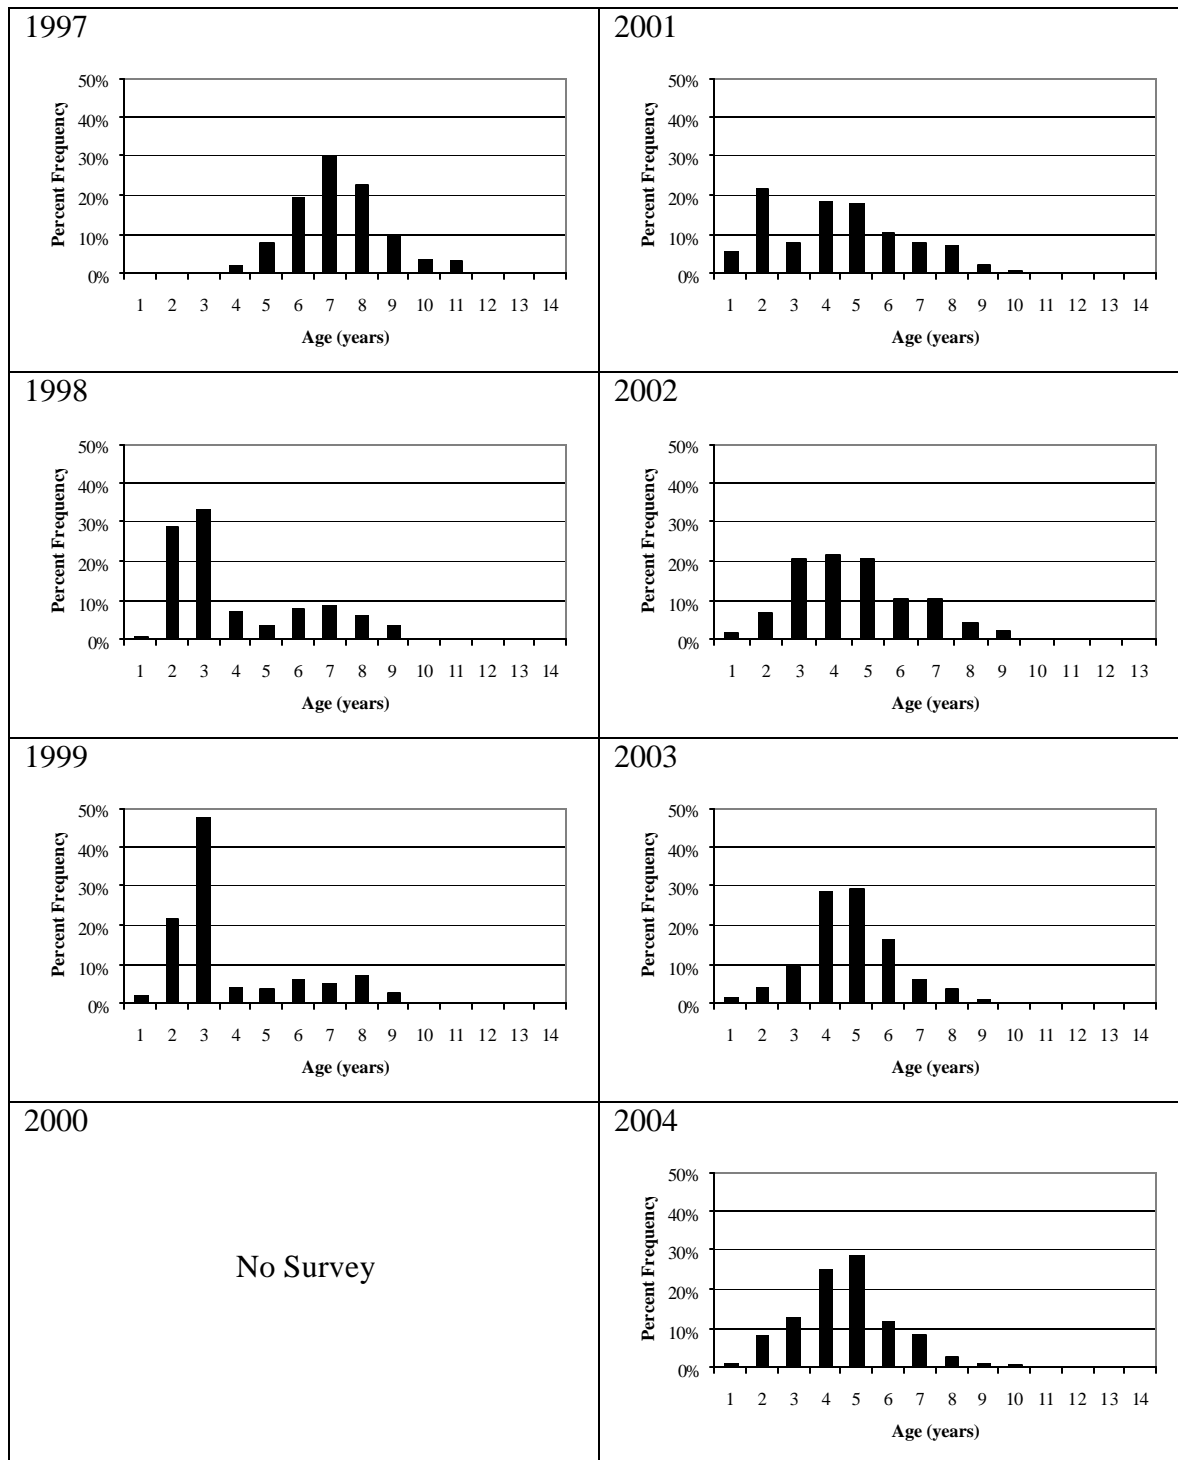 1997
50%
40%
30%
20%
10%
0%
Percent Frequency
1 2 3 4 5 6 7 8 9 10 11 12 13 14
Age (years)
2001
50%
40%
30%
20%
10%
0%
Percent Frequency
1 2 3 4 5 6 7 8 9 10 11 12 13 14
Age (years)
1998
50%
40%
30%
20%
10%
0%
Percent Frequency
1 2 3 4 5 6 7 8 9 10 11 12 13 14
Age (years)
2002
50%
40%
30%
20%
10%
0%
Percent Frequency
1 2 3 4 5 6 7 8 9 10 11 12 13
Age (years)
1999
50%
40%
30%
20%
10%
0%
Percent Frequency
1 2 3 4 5 6 7 8 9 10 11 12 13 14
Age (years)
2003
50%
40%
30%
20%
10%
0%
Percent Frequency
1 2 3 4 5 6 7 8 9 10 11 12 13 14
Age (years)
2000
No Survey
2004
50%
40%
30%
20%
10%
0%
Percent Frequency
1 2 3 4 5 6 7 8 9 10 11 12 13 14
Age (years)